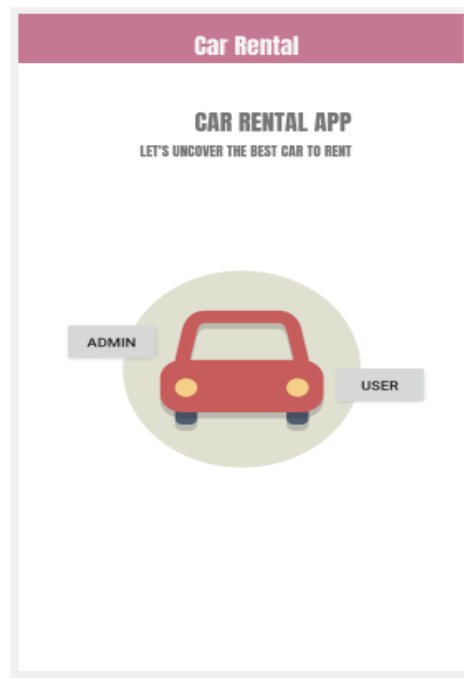 Car Rental
CAR RENTAL APP
LET'S UNCOVER THE BEST CAR TO RENT
ADMIN
USER